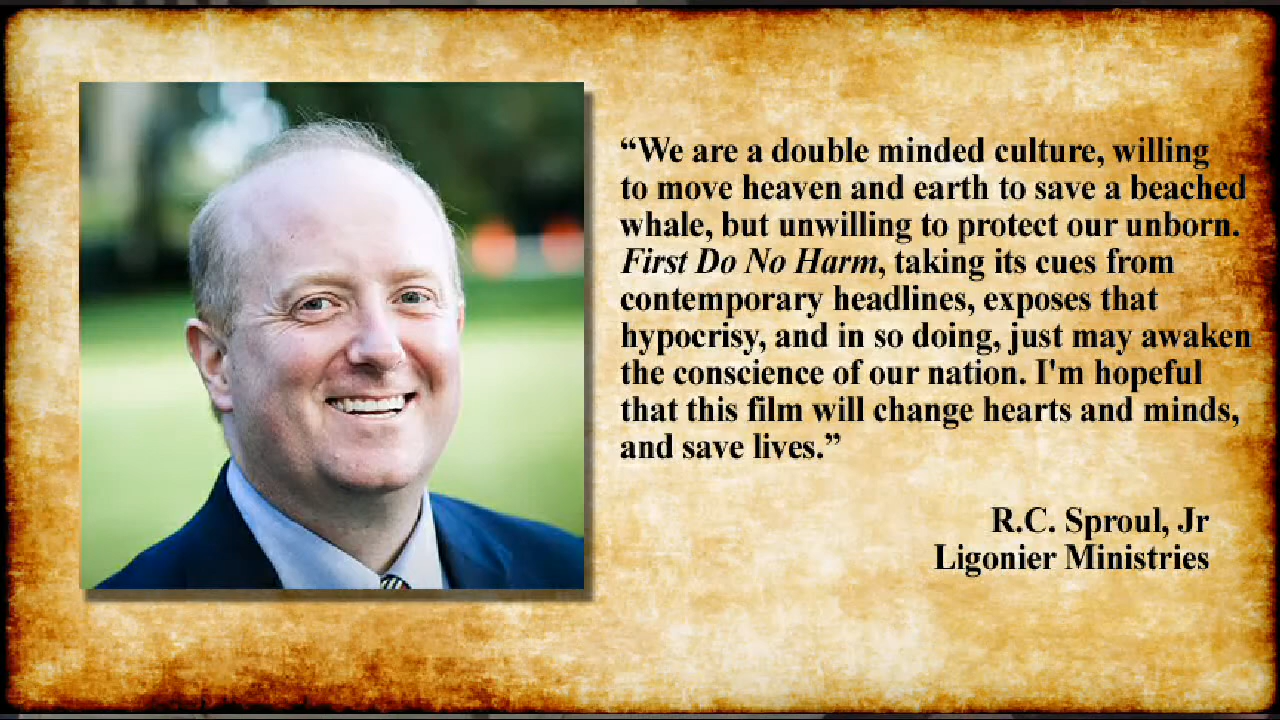 “We are a double minded culture, willing
to move heaven and earth to save a beached
whale, but unwilling to protect our unborn.
First Do No Harm, taking its cues from
contemporary headlines, exposes that
hypocrisy, and in so doing, just may awaken
the conscience of our nation. I'm hopeful
that this film will change hearts and minds,
and save lives.”
R.C. Sproul, Jr
Ligonier Ministries